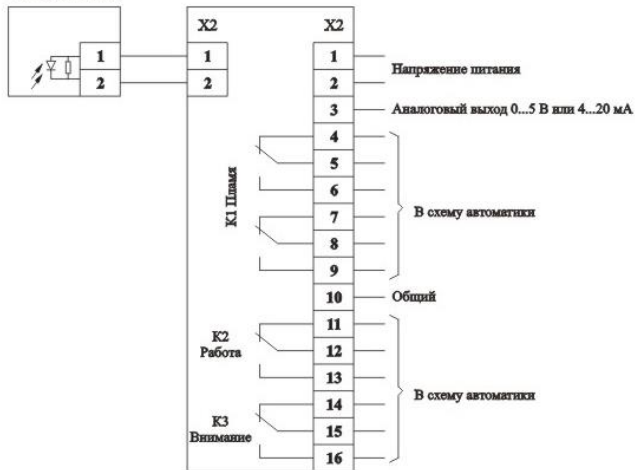 X2
X2
1
2
1
2
1
2
3
4
5
6
7
8
9
10
11
12
13
14
15
16
Напряжение питания
Аналоговый выход 0...5 В или 4...20 мА
К1 Пламя
В схему автоматики
Общий
К2
Работа
К3
Внимание
В схему автоматики